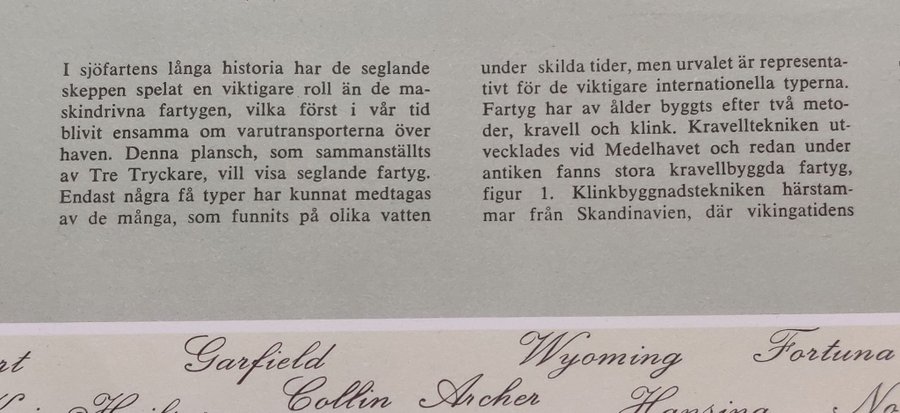 I sjöfartens långa historia har de seglande
skeppen spelat en viktigare roll än de ma-
skindrivna fartygen, vilka först i vår tid
blivit ensamma om varutransporterna över
haven. Denna plansch, som sammanställts
av Tre Tryckare, vill visa seglande fartyg.
Endast några få typer har kunnat medtagas
av de många, som funnits på olika vatten
under skilda tider, men urvalet är representa-
tivt för de viktigare internationella typerna.
Fartyg har av ålder byggts efter två meto-
der, kravell och klink. Kravelltekniken ut-
vecklades vid Medelhavet och redan under
antiken fanns stora kravellbyggda fartyg,
figur 1. Klinkbyggnadstekniken härstam-
mar från Skandinavien, där vikingatidens
Garfield Wyoming Fortuna
Collin Archer